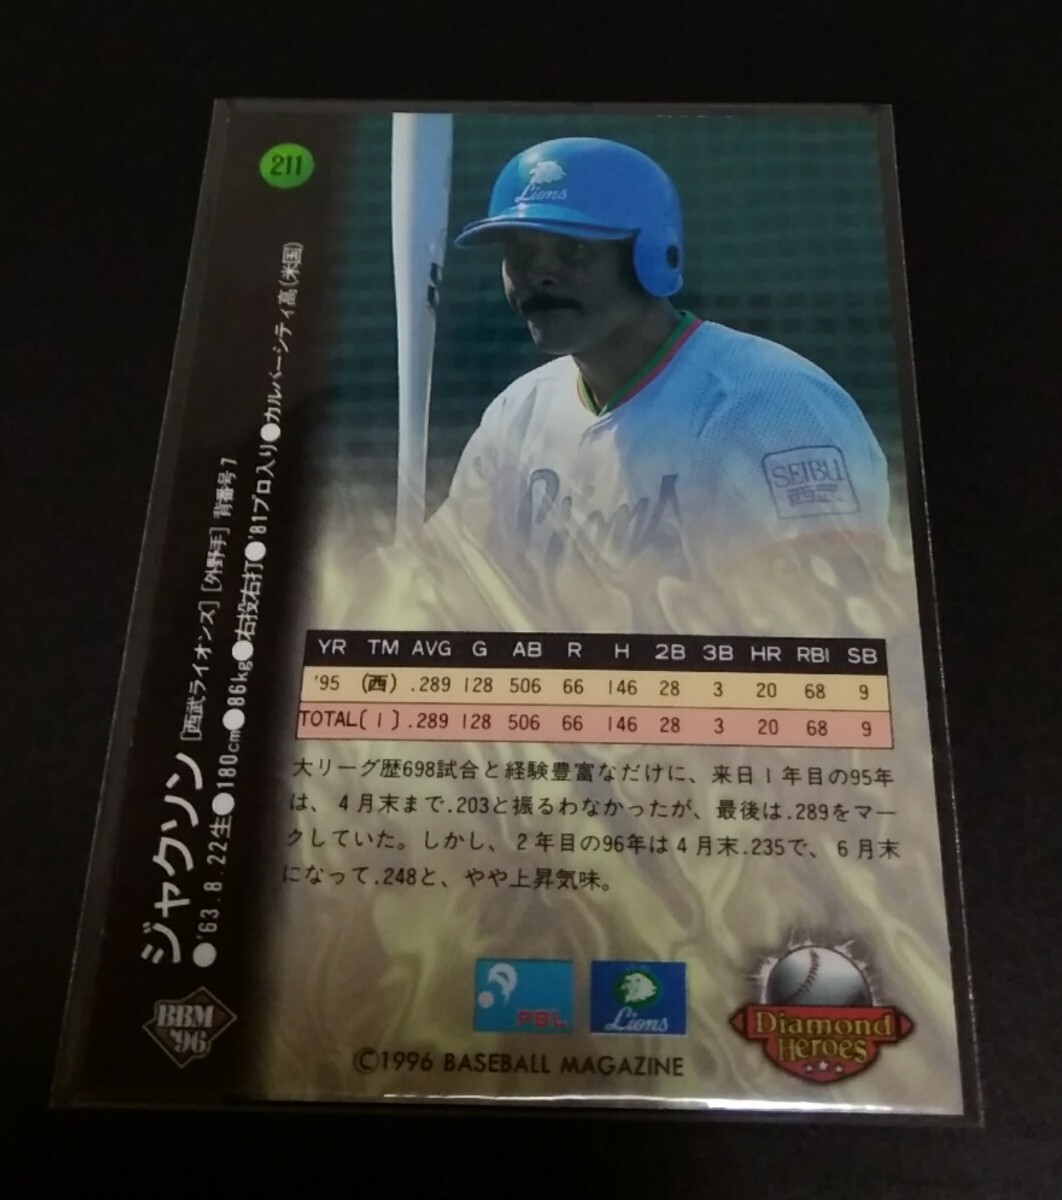 211
Lions
Lions
SEIBU
西武
ジャクソン [西武ライオンズ] [外野手] 背番号7
●'63.8.22生●180cm●86kg●右投右打●'81プロ入り●カルバーシティ高(米国)
YR TM AVG G AB R H 2B 3B HR RBI SB
'95 (西) .289 128 506 66 146 28 3 20 68 9
TOTAL(1) .289 128 506 66 146 28 3 20 68 9
大リーグ歴698試合と経験豊富なだけに、来日1年目の95年
は、4月末まで.203と振るわなかったが、最後は.289をマー
クしていた。しかし、2年目の96年は4月末.235で、6月末
になって.248と、やや上昇気味。
BBM
'96
PBL
Lions
Diamond
Heroes
©1996 BASEBALL MAGAZINE